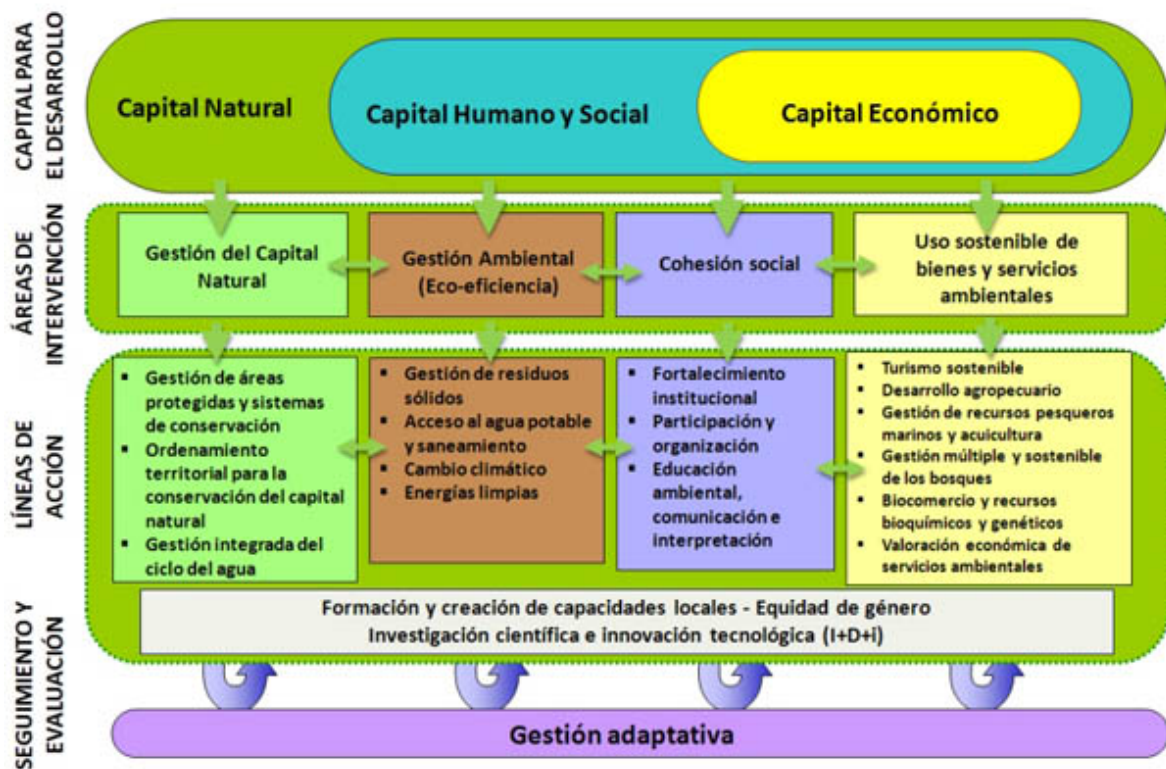 CAPITAL PARA
EL DESARROLLO
Capital Natural
Capital Humano y Social
Capital Económico
ÁREAS DE
INTERVENCIÓN
Gestión del Capital
Natural
Gestión Ambiental
(Eco-eficiencia)
Cohesión social
Uso sostenible de
bienes y servicios
ambientales
LÍNEAS DE
ACCIÓN
▪ Gestión de áreas
protegidas y sistemas
de conservación
▪ Ordenamiento
territorial para la
conservación del capital
natural
▪ Gestión integrada del
ciclo del agua
▪ Gestión de residuos
sólidos
▪ Acceso al agua potable
y saneamiento
▪ Cambio climático
▪ Energías limpias
▪ Fortalecimiento
institucional
▪ Participación y
organización
▪ Educación
ambiental,
comunicación e
interpretación
▪ Turismo sostenible
▪ Desarrollo agropecuario
▪ Gestión de recursos pesqueros
marinos y acuicultura
▪ Gestión múltiple y sostenible
de los bosques
▪ Biocomercio y recursos
bioquímicos y genéticos
▪ Valoración económica de
servicios ambientales
SEGUIMIENTO Y
EVALUACIÓN
Formación y creación de capacidades locales - Equidad de género
Investigación científica e innovación tecnológica (I+D+i)
Gestión adaptativa